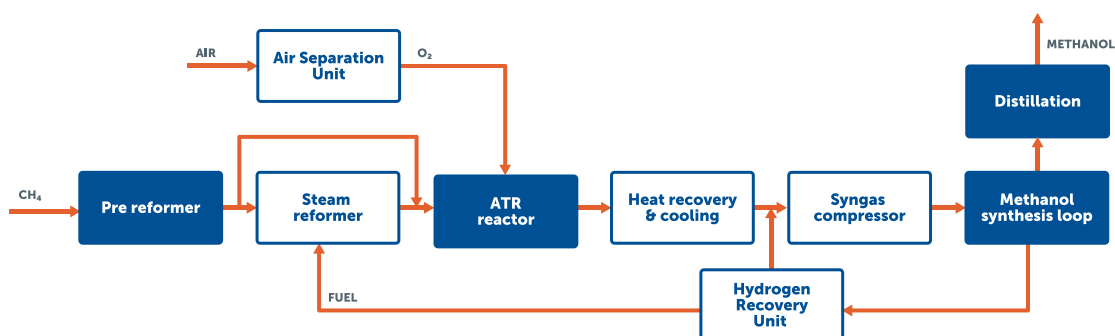 METHANOL
AIR
Air Separation
Unit
O₂
Distillation
CH₄
Pre reformer
Steam
reformer
ATR
reactor
Heat recovery
& cooling
Syngas
compressor
Methanol
synthesis loop
FUEL
Hydrogen
Recovery
Unit